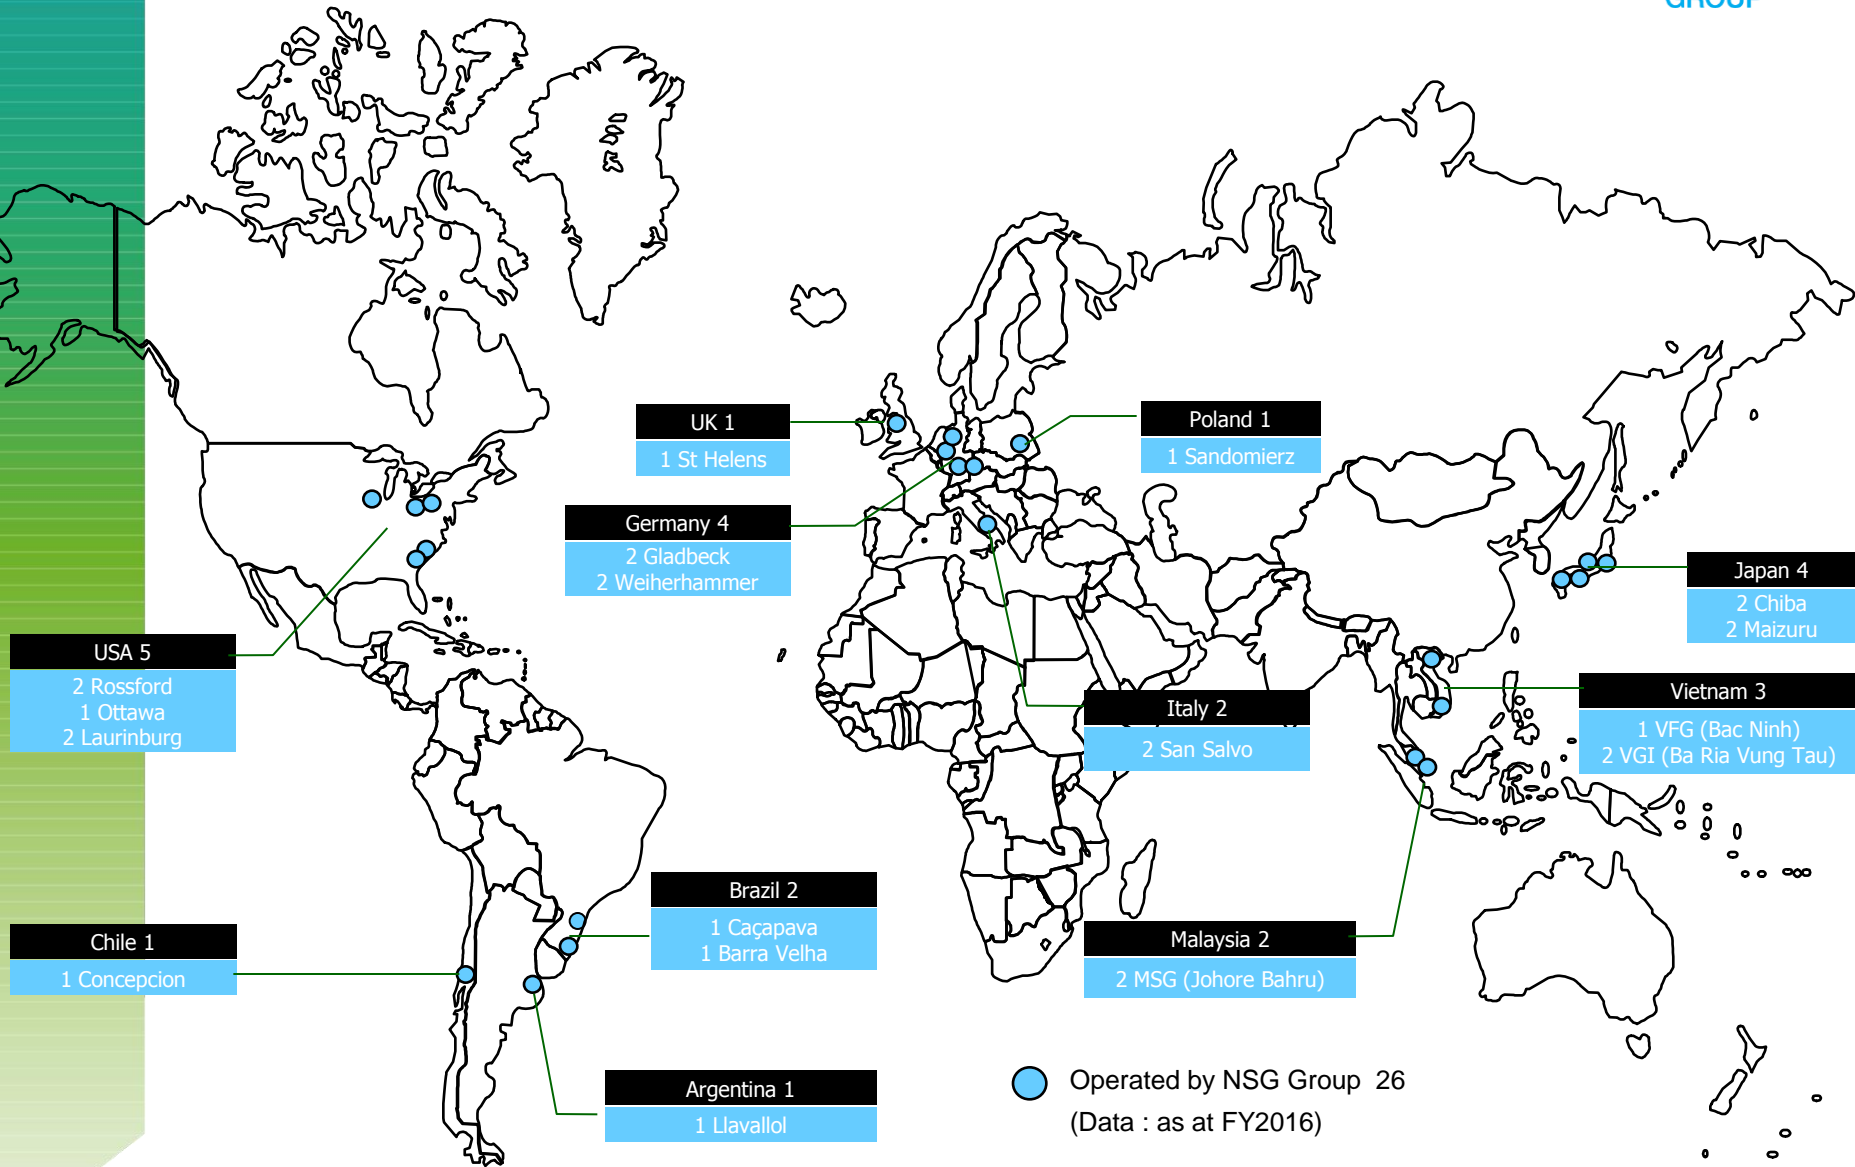 GROUP
UK 1
1 St Helens
Poland 1
1 Sandomierz
Germany 4
2 Gladbeck
2 Weiherhammer
Japan 4
2 Chiba
2 Maizuru
USA 5
2 Rossford
1 Ottawa
2 Laurinburg
Italy 2
2 San Salvo
Vietnam 3
1 VFG (Bac Ninh)
2 VGI (Ba Ria Vung Tau)
Brazil 2
1 Caçapava
1 Barra Velha
Chile 1
1 Concepcion
Malaysia 2
2 MSG (Johore Bahru)
Argentina 1
1 Llavallol
Operated by NSG Group 26
(Data : as at FY2016)